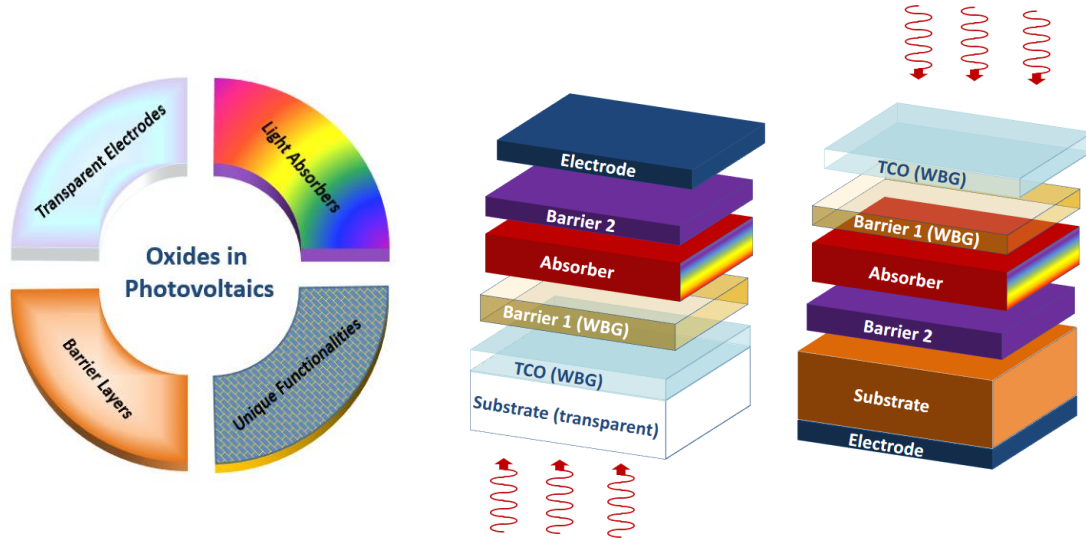 Transparent Electrodes
Light Absorbers
Oxides in
Photovoltaics
Barrier Layers
Unique Functionalities
Electrode
Barrier 2
Absorber
Barrier 1 (WBG)
TCO (WBG)
Substrate (transparent)
TCO (WBG)
Barrier 1 (WBG)
Absorber
Barrier 2
Substrate
Electrode